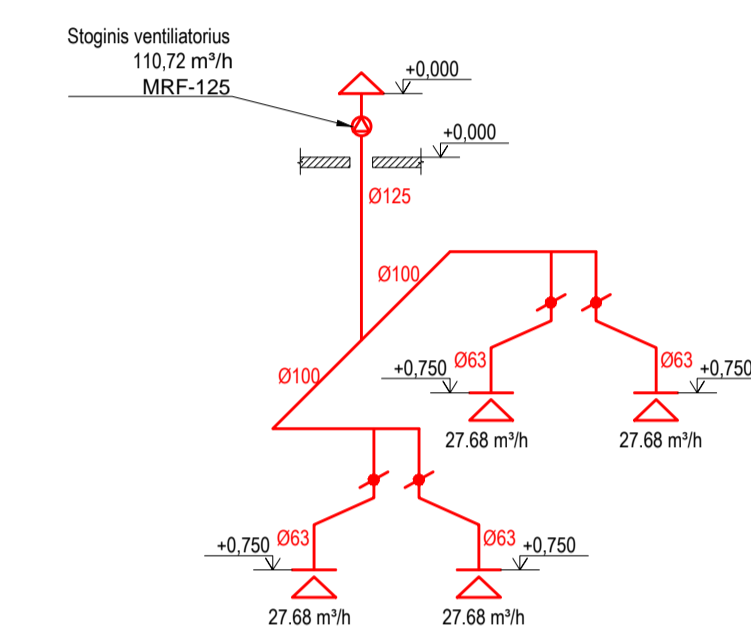 Stoginis ventiliatorius
110,72 m³/h
MRF-125
+0,000
+0,000
Ø125
Ø100
Ø100
+0,750
Ø63
Ø63
+0,750
27.68 m³/h
27.68 m³/h
+0,750
Ø63
Ø63
+0,750
27.68 m³/h
27.68 m³/h